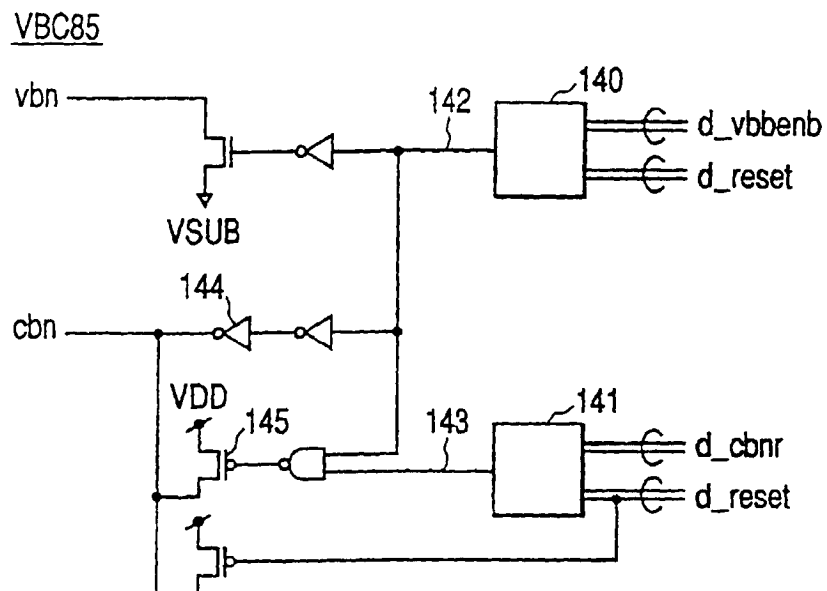 VBC85
vbn
142
140
d_vbbenb
d_reset
VSUB
144
cbn
VDD
145
143
141
d_cbnr
d_reset